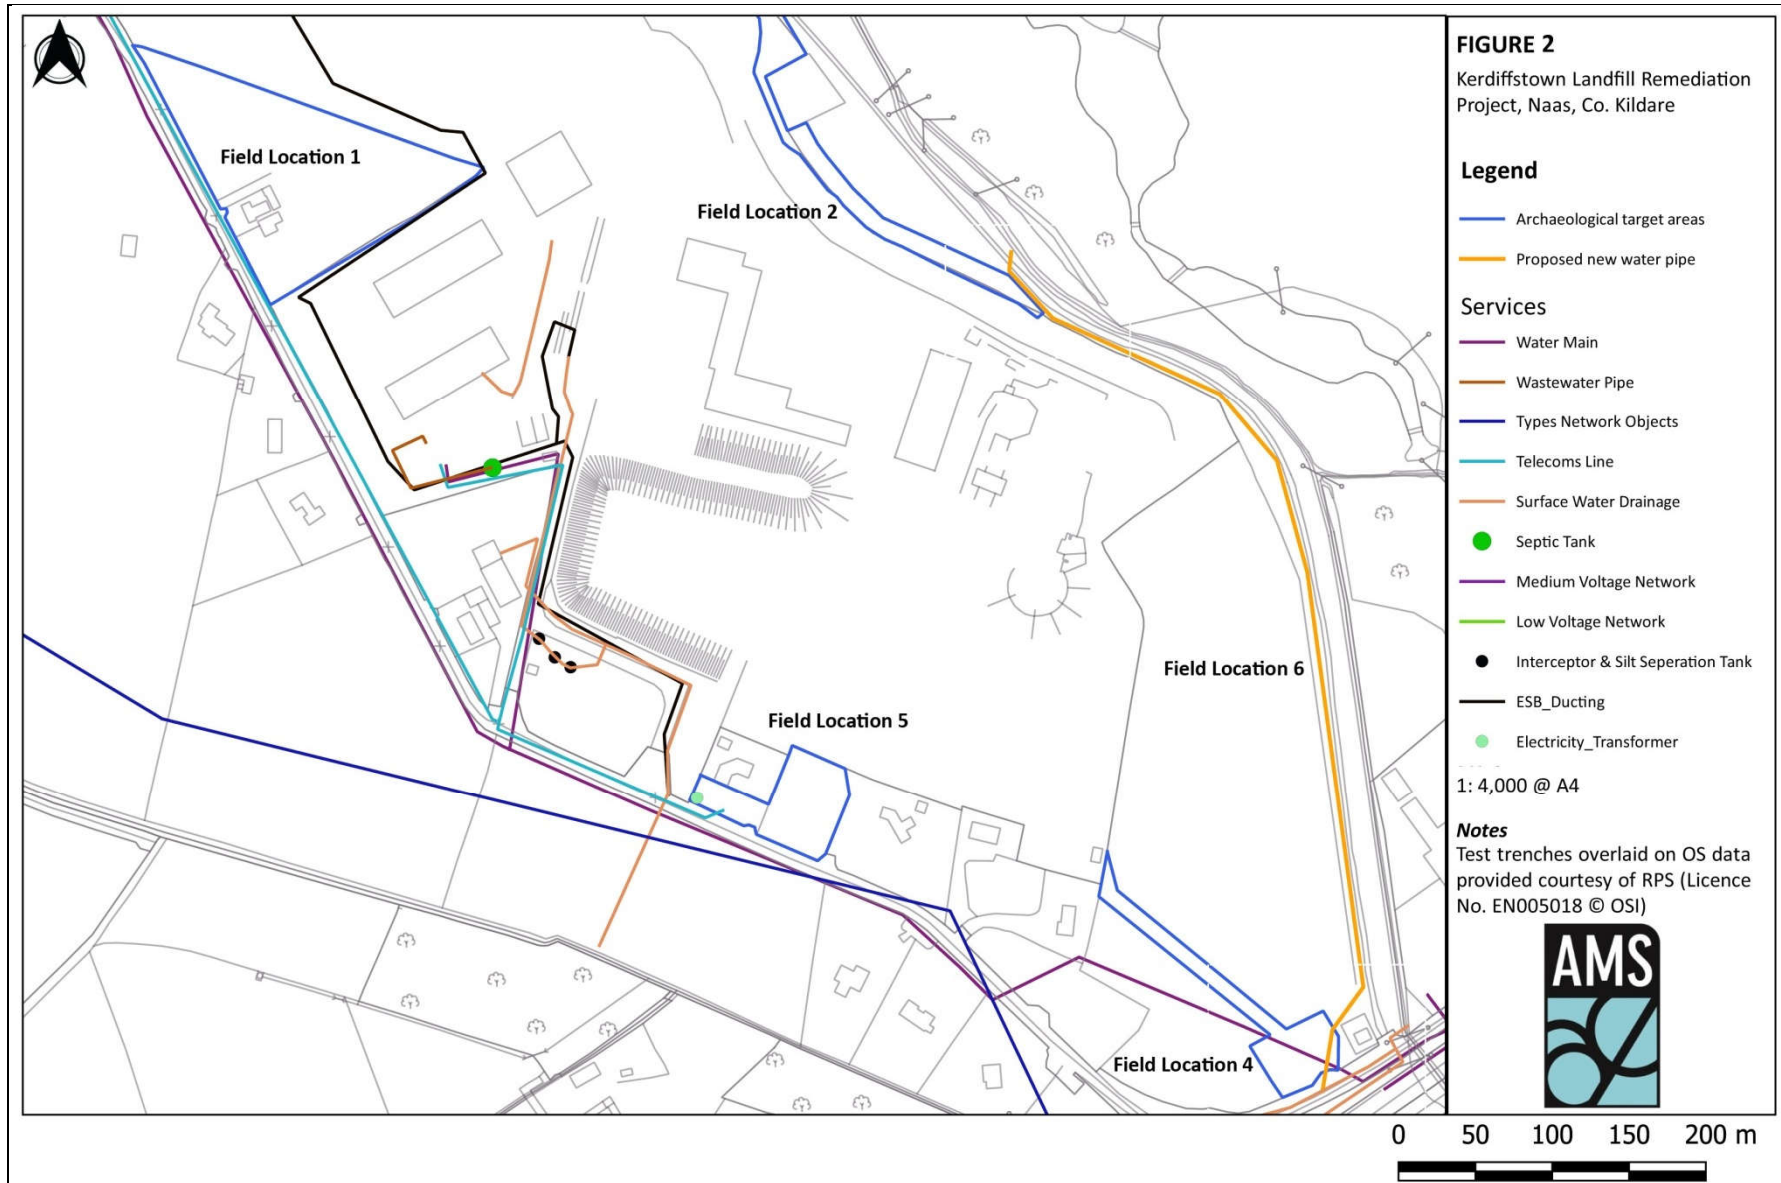 FIGURE 2
Kerdiffstown Landfill Remediation
Project, Naas, Co. Kildare
Legend
Archaeological target areas
Proposed new water pipe
Services
Water Main
Wastewater Pipe
Types Network Objects
Telecoms Line
Surface Water Drainage
Septic Tank
Medium Voltage Network
Low Voltage Network
Interceptor & Silt Seperation Tank
ESB_Ducting
Electricity_Transformer
1: 4,000 @ A4
Notes
Test trenches overlaid on OS data
provided courtesy of RPS (Licence
No. EN005018 © OSI)
AMS
Field Location 1
Field Location 2
Field Location 6
Field Location 5
Field Location 4
0 50 100 150 200 m